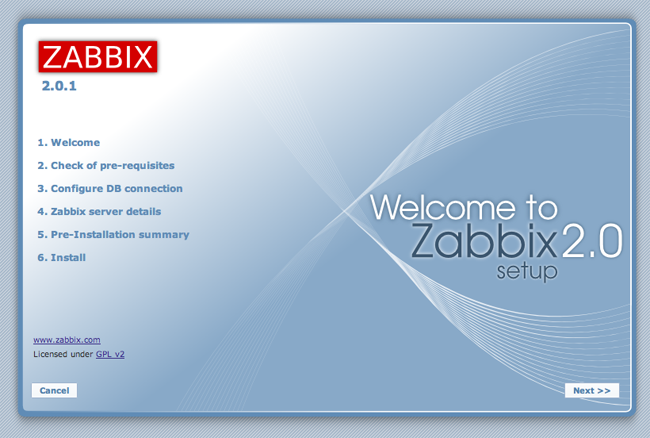 ZABBIX
2.0.1
1. Welcome
2. Check of pre-requisites
3. Configure DB connection
4. Zabbix server details
5. Pre-Installation summary
6. Install
Welcome to
Zabbix 2.0
setup
www.zabbix.com
Licensed under GPL v2
Cancel
Next >>